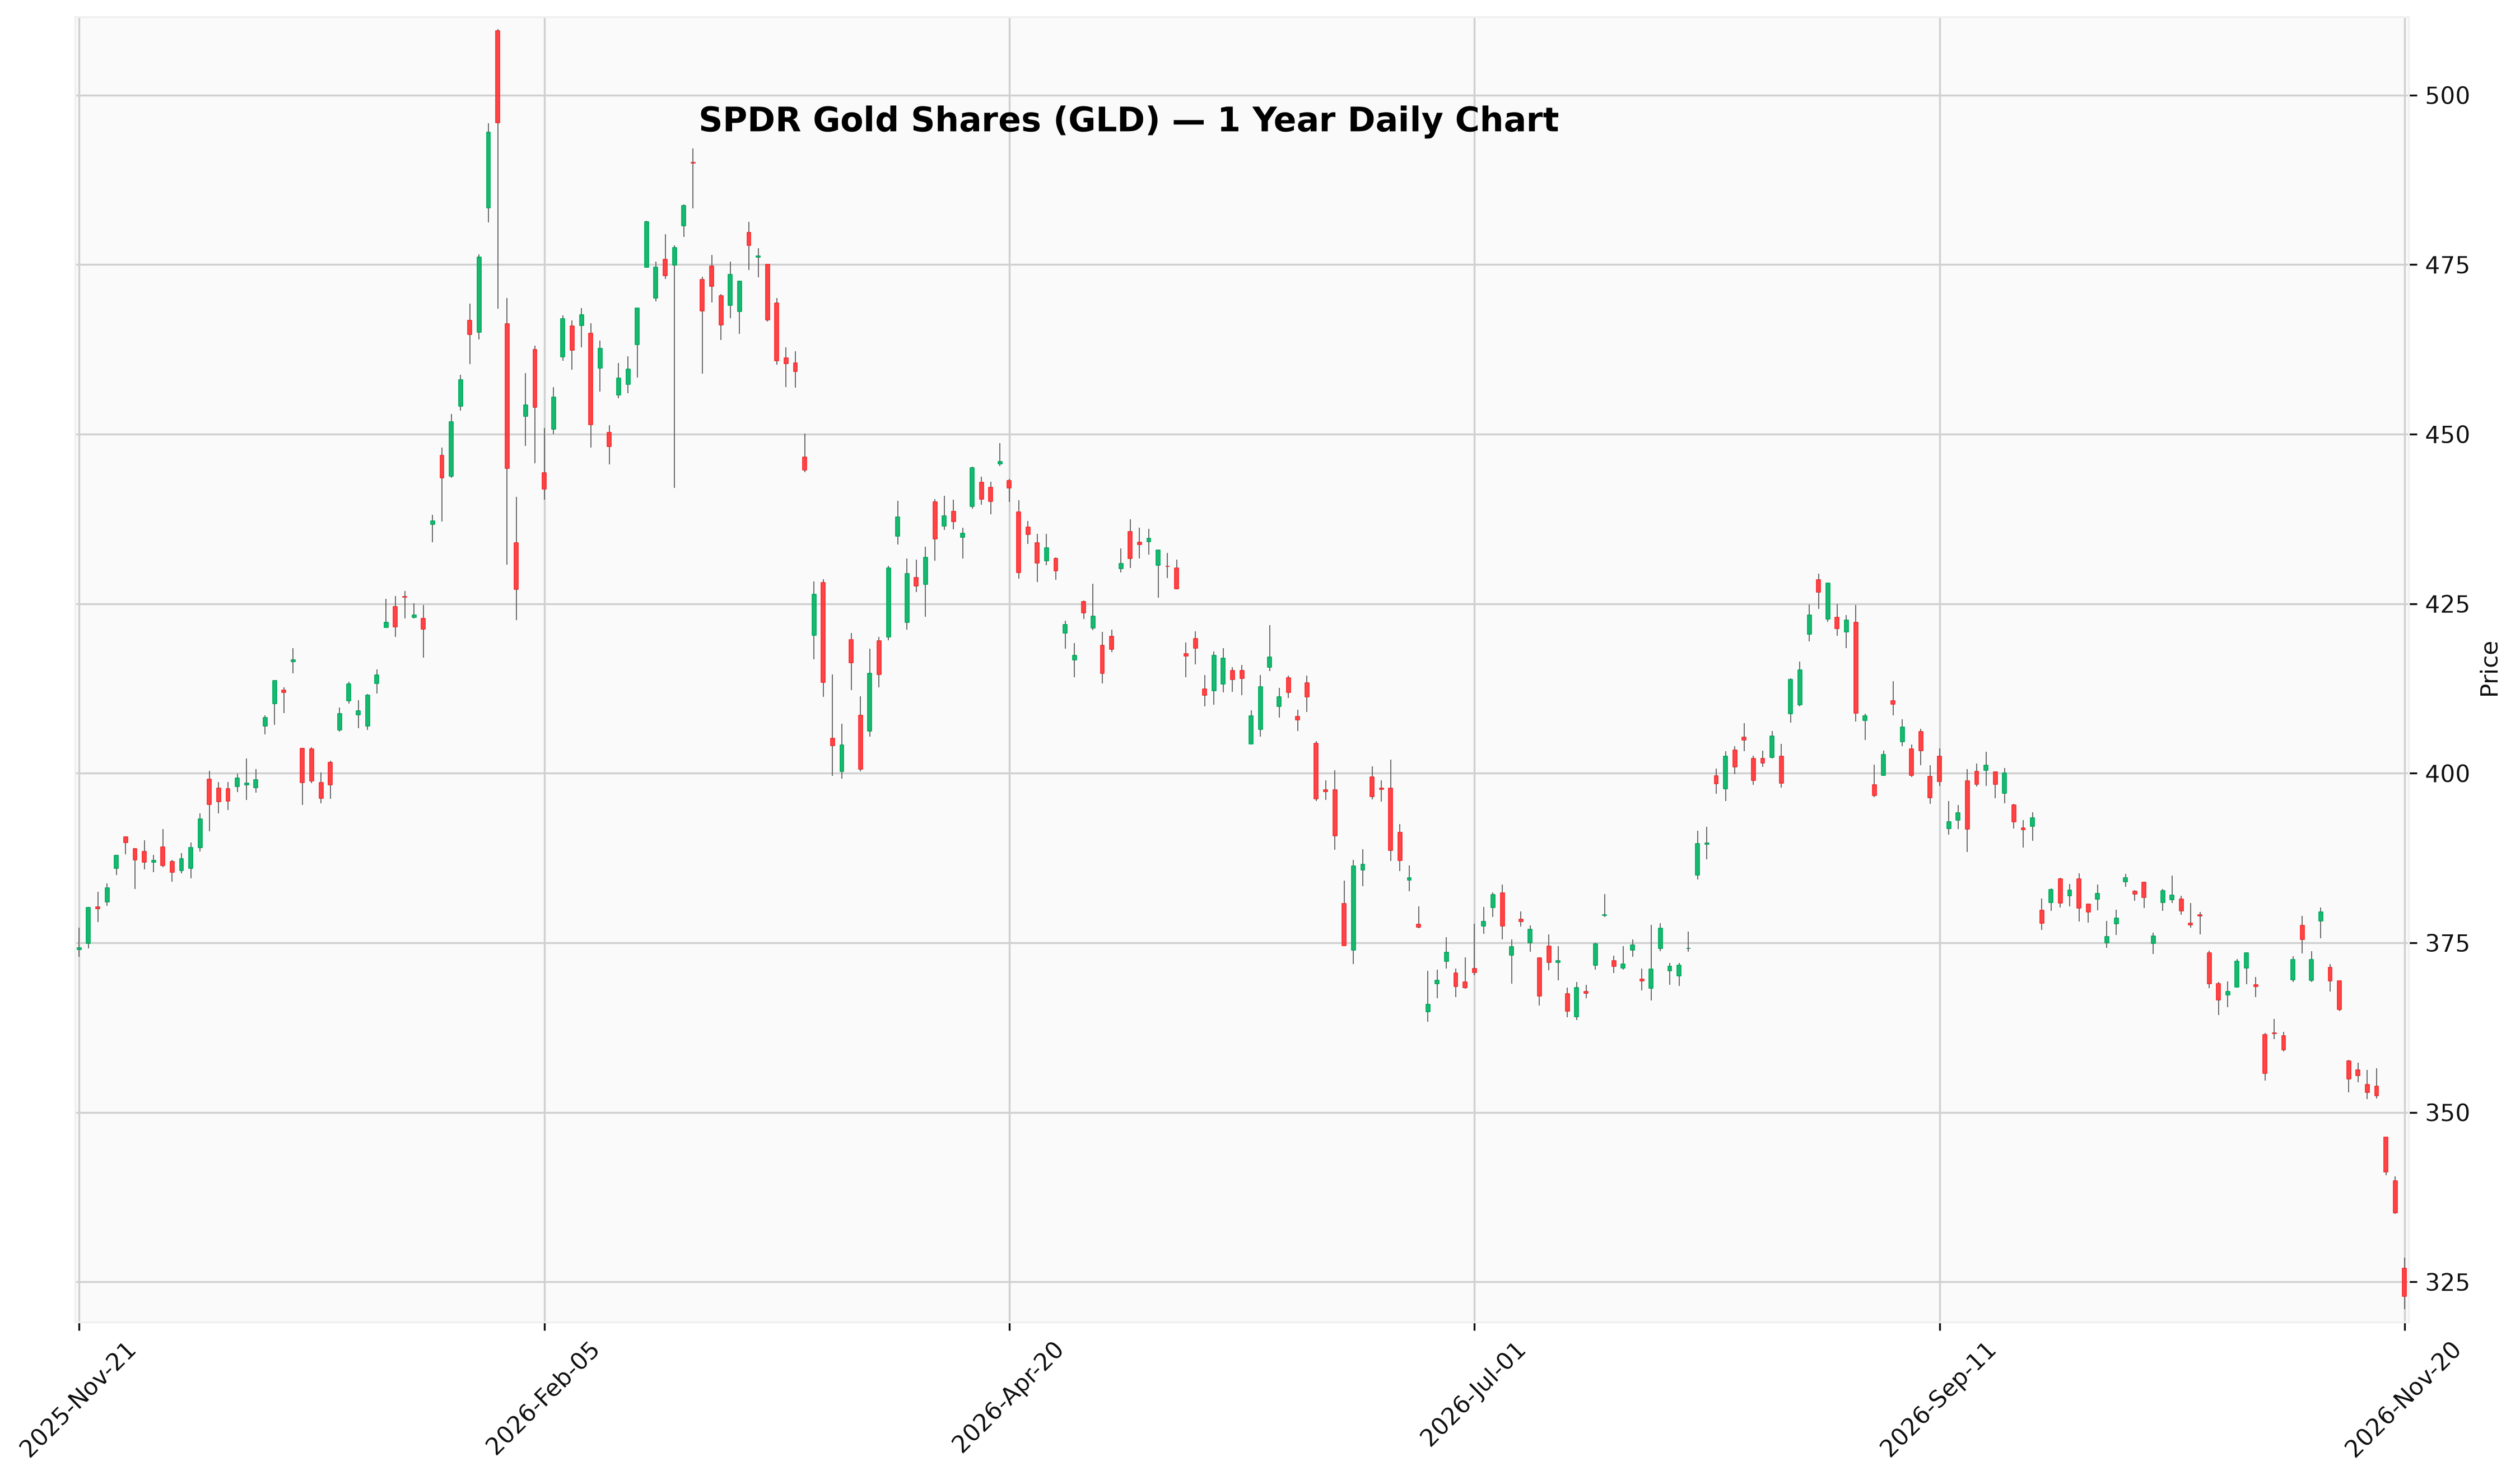 SPDR Gold Shares (GLD) — 1 Year Daily Chart
500
475
450
425
400
375
350
325
Price
2025-Nov-21
2026-Feb-05
2026-Apr-20
2026-Jul-01
2026-Sep-11
2026-Nov-20